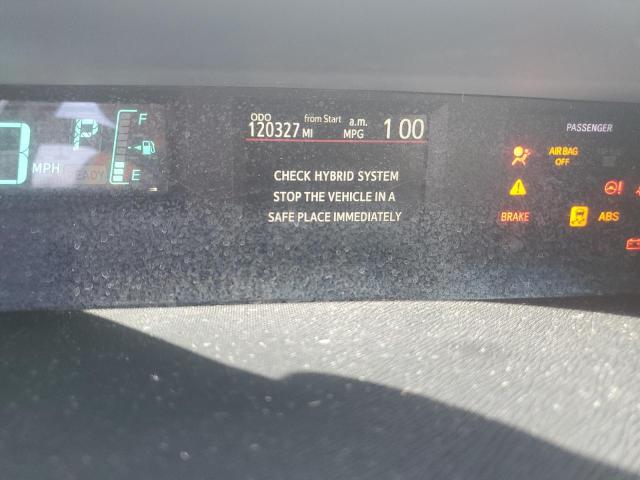 ODO from Start a.m. 1 00
120327 MI MPG
P F
MPH READY E
CHECK HYBRID SYSTEM
STOP THE VEHICLE IN A
SAFE PLACE IMMEDIATELY
PASSENGER
AIR BAG
OFF
BRAKE ABS